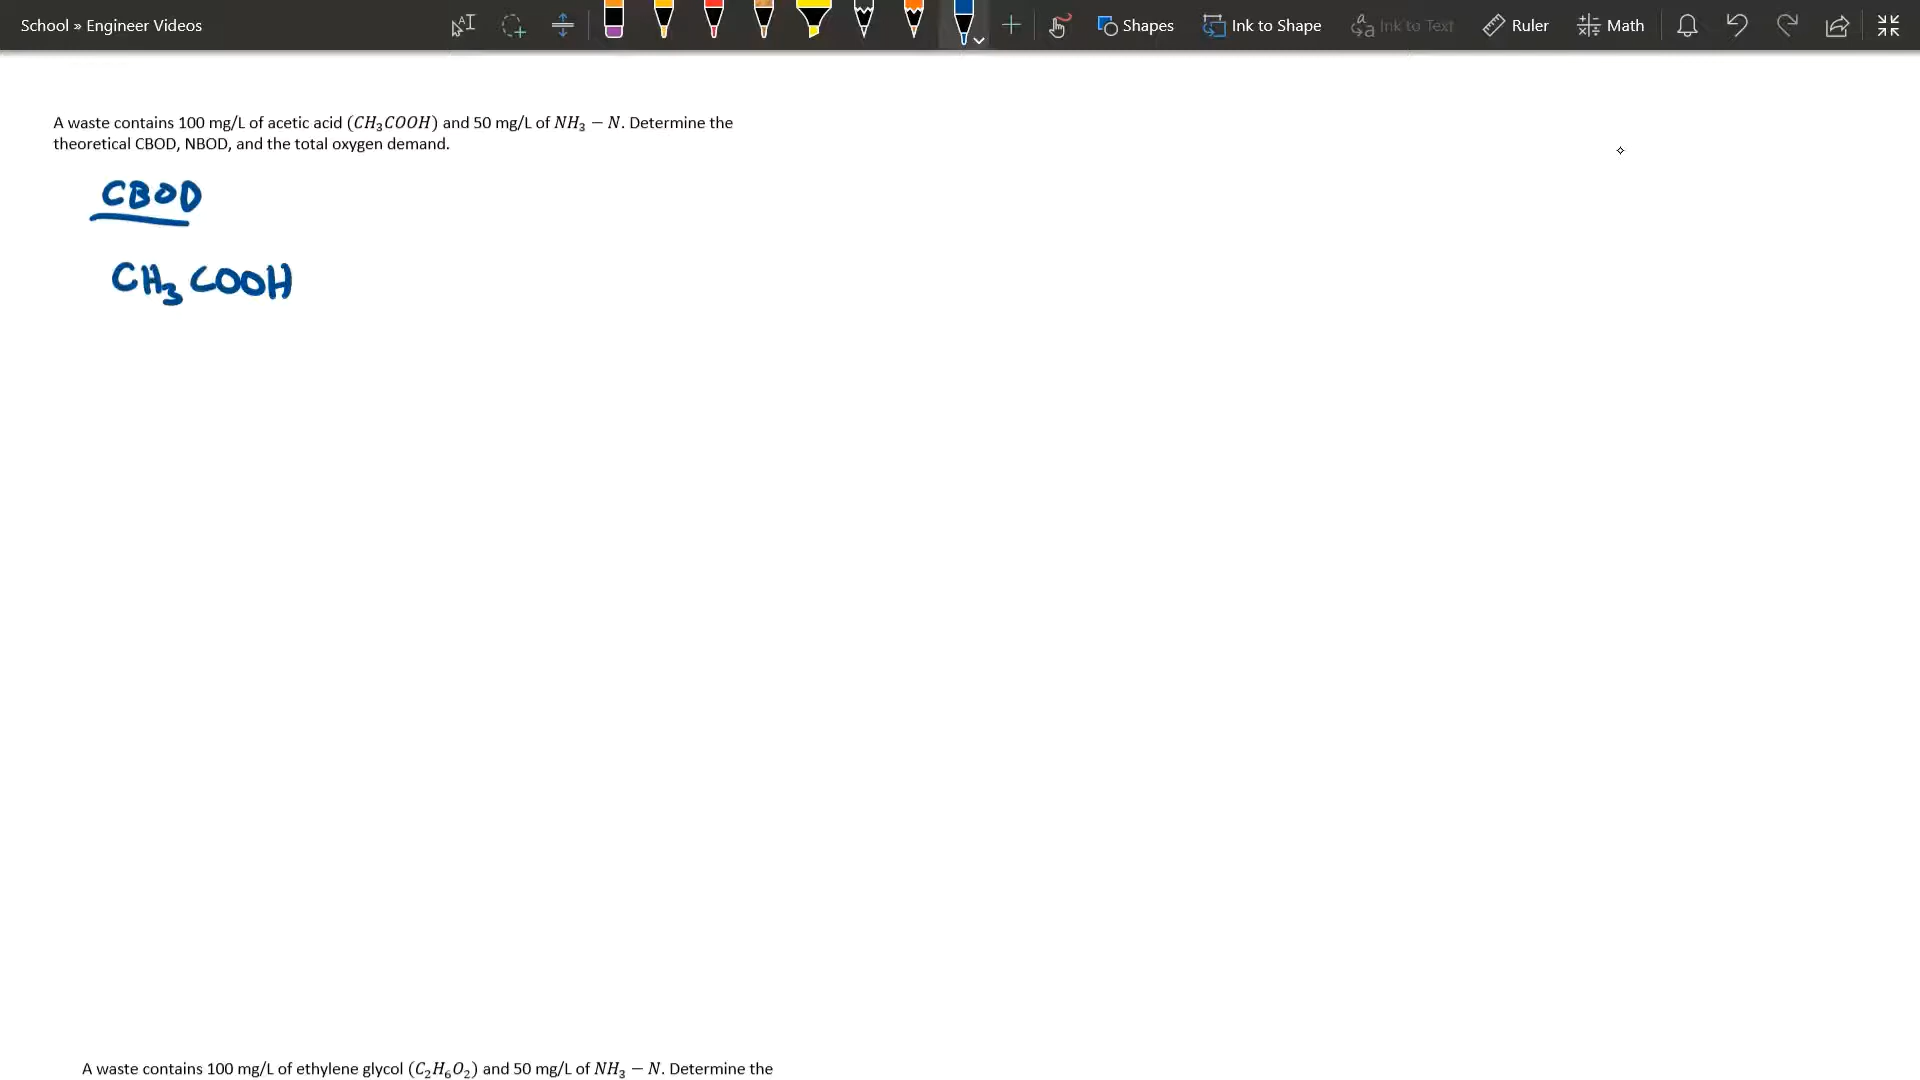 School » Engineer Videos
Shapes
Ink to Shape
Ink to Text
Ruler
Math
A waste contains 100 mg/L of acetic acid (CH₃COOH) and 50 mg/L of NH₃ − N. Determine the
theoretical CBOD, NBOD, and the total oxygen demand.
CBOD
CH₃COOH
A waste contains 100 mg/L of ethylene glycol (C₂H₆O₂) and 50 mg/L of NH₃ − N. Determine the